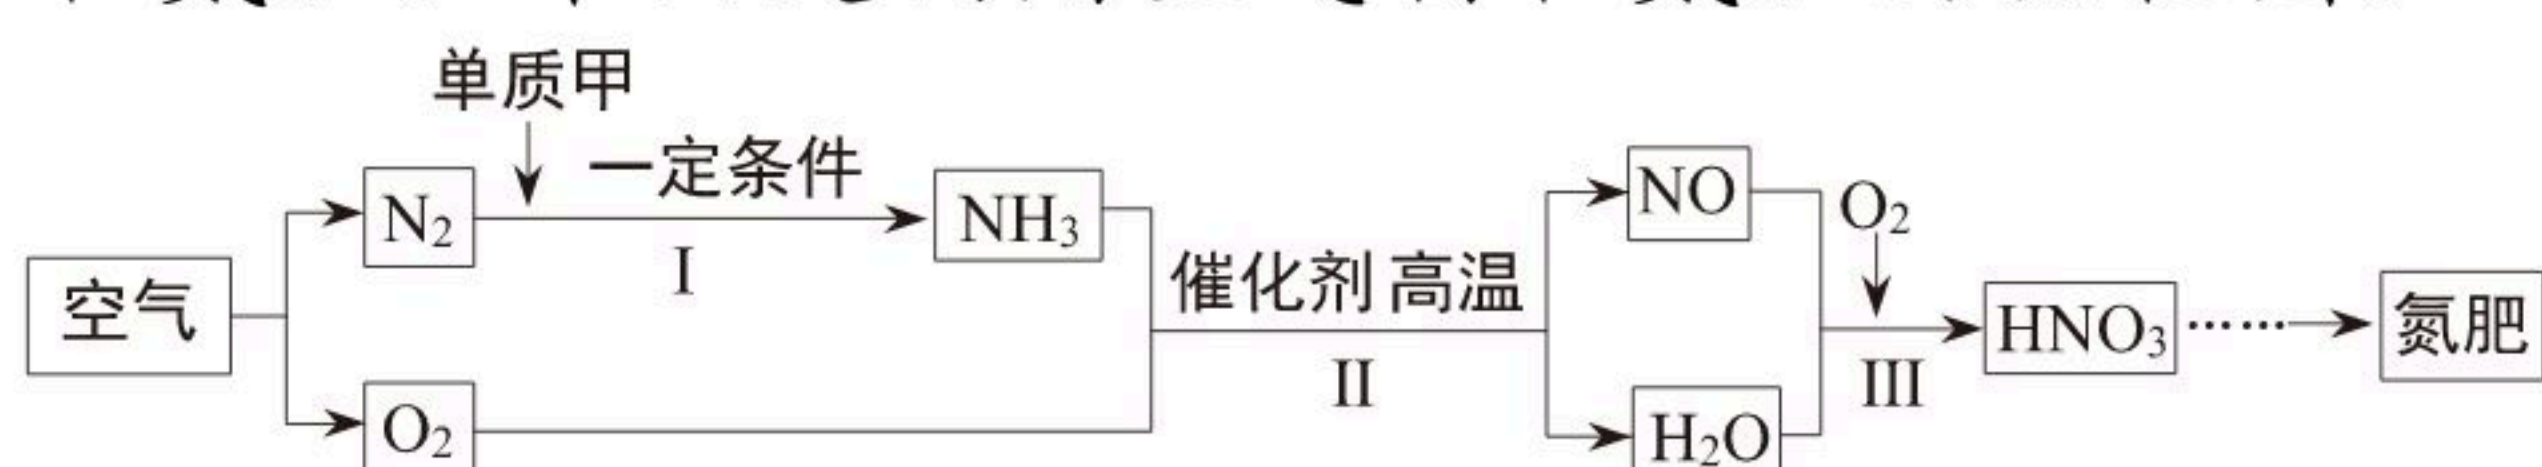 单质甲
一定条件
N₂
NH₃
I
空气
O₂
催化剂 高温
II
NO
H₂O
O₂
III
HNO₃
……
氮肥